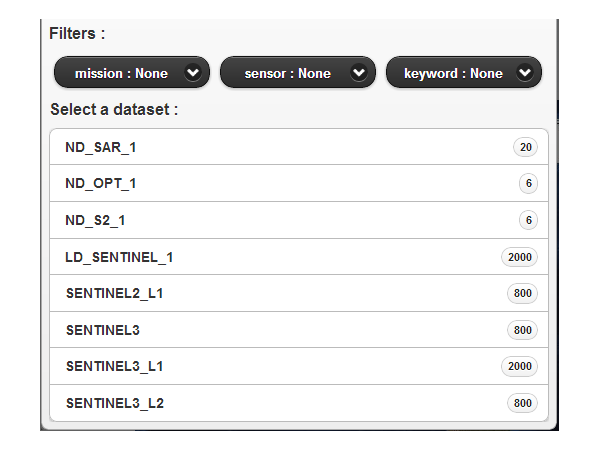 Filters :
mission : None sensor : None keyword : None
Select a dataset :
ND_SAR_1 20
ND_OPT_1 6
ND_S2_1 6
LD_SENTINEL_1 2000
SENTINEL2_L1 800
SENTINEL3 800
SENTINEL3_L1 2000
SENTINEL3_L2 800